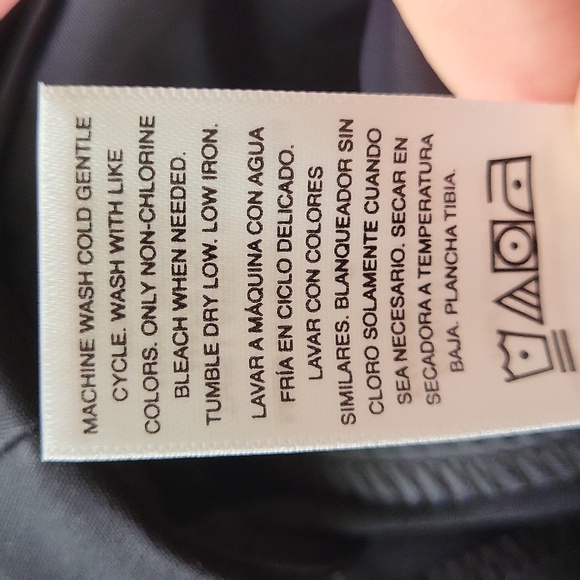 MACHINE WASH COLD GENTLE
CYCLE. WASH WITH LIKE
COLORS. ONLY NON-CHLORINE
BLEACH WHEN NEEDED.
TUMBLE DRY LOW. LOW IRON.
LAVAR A MÁQUINA CON AGUA
FRÍA EN CICLO DELICADO.
LAVAR CON COLORES
SIMILARES. BLANQUEADOR SIN
CLORO SOLAMENTE CUANDO
SEA NECESARIO. SECAR EN
SECADORA A TEMPERATURA
BAJA. PLANCHA TIBIA.